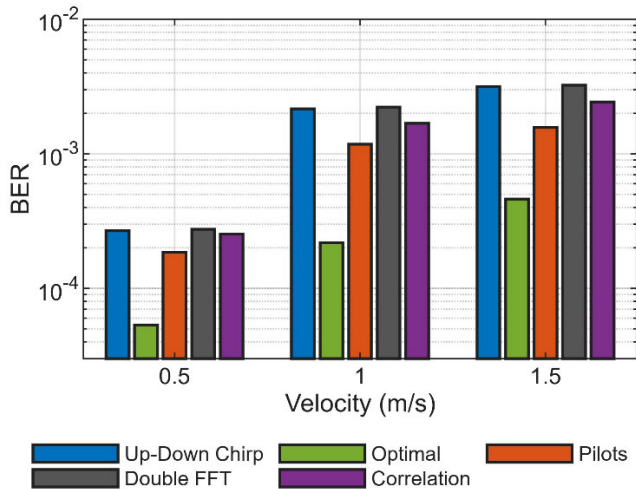 10^{-2}
10^{-3}
10^{-4}
BER
0.5 1 1.5
Velocity (m/s)
Up-Down Chirp Optimal Pilots
Double FFT Correlation